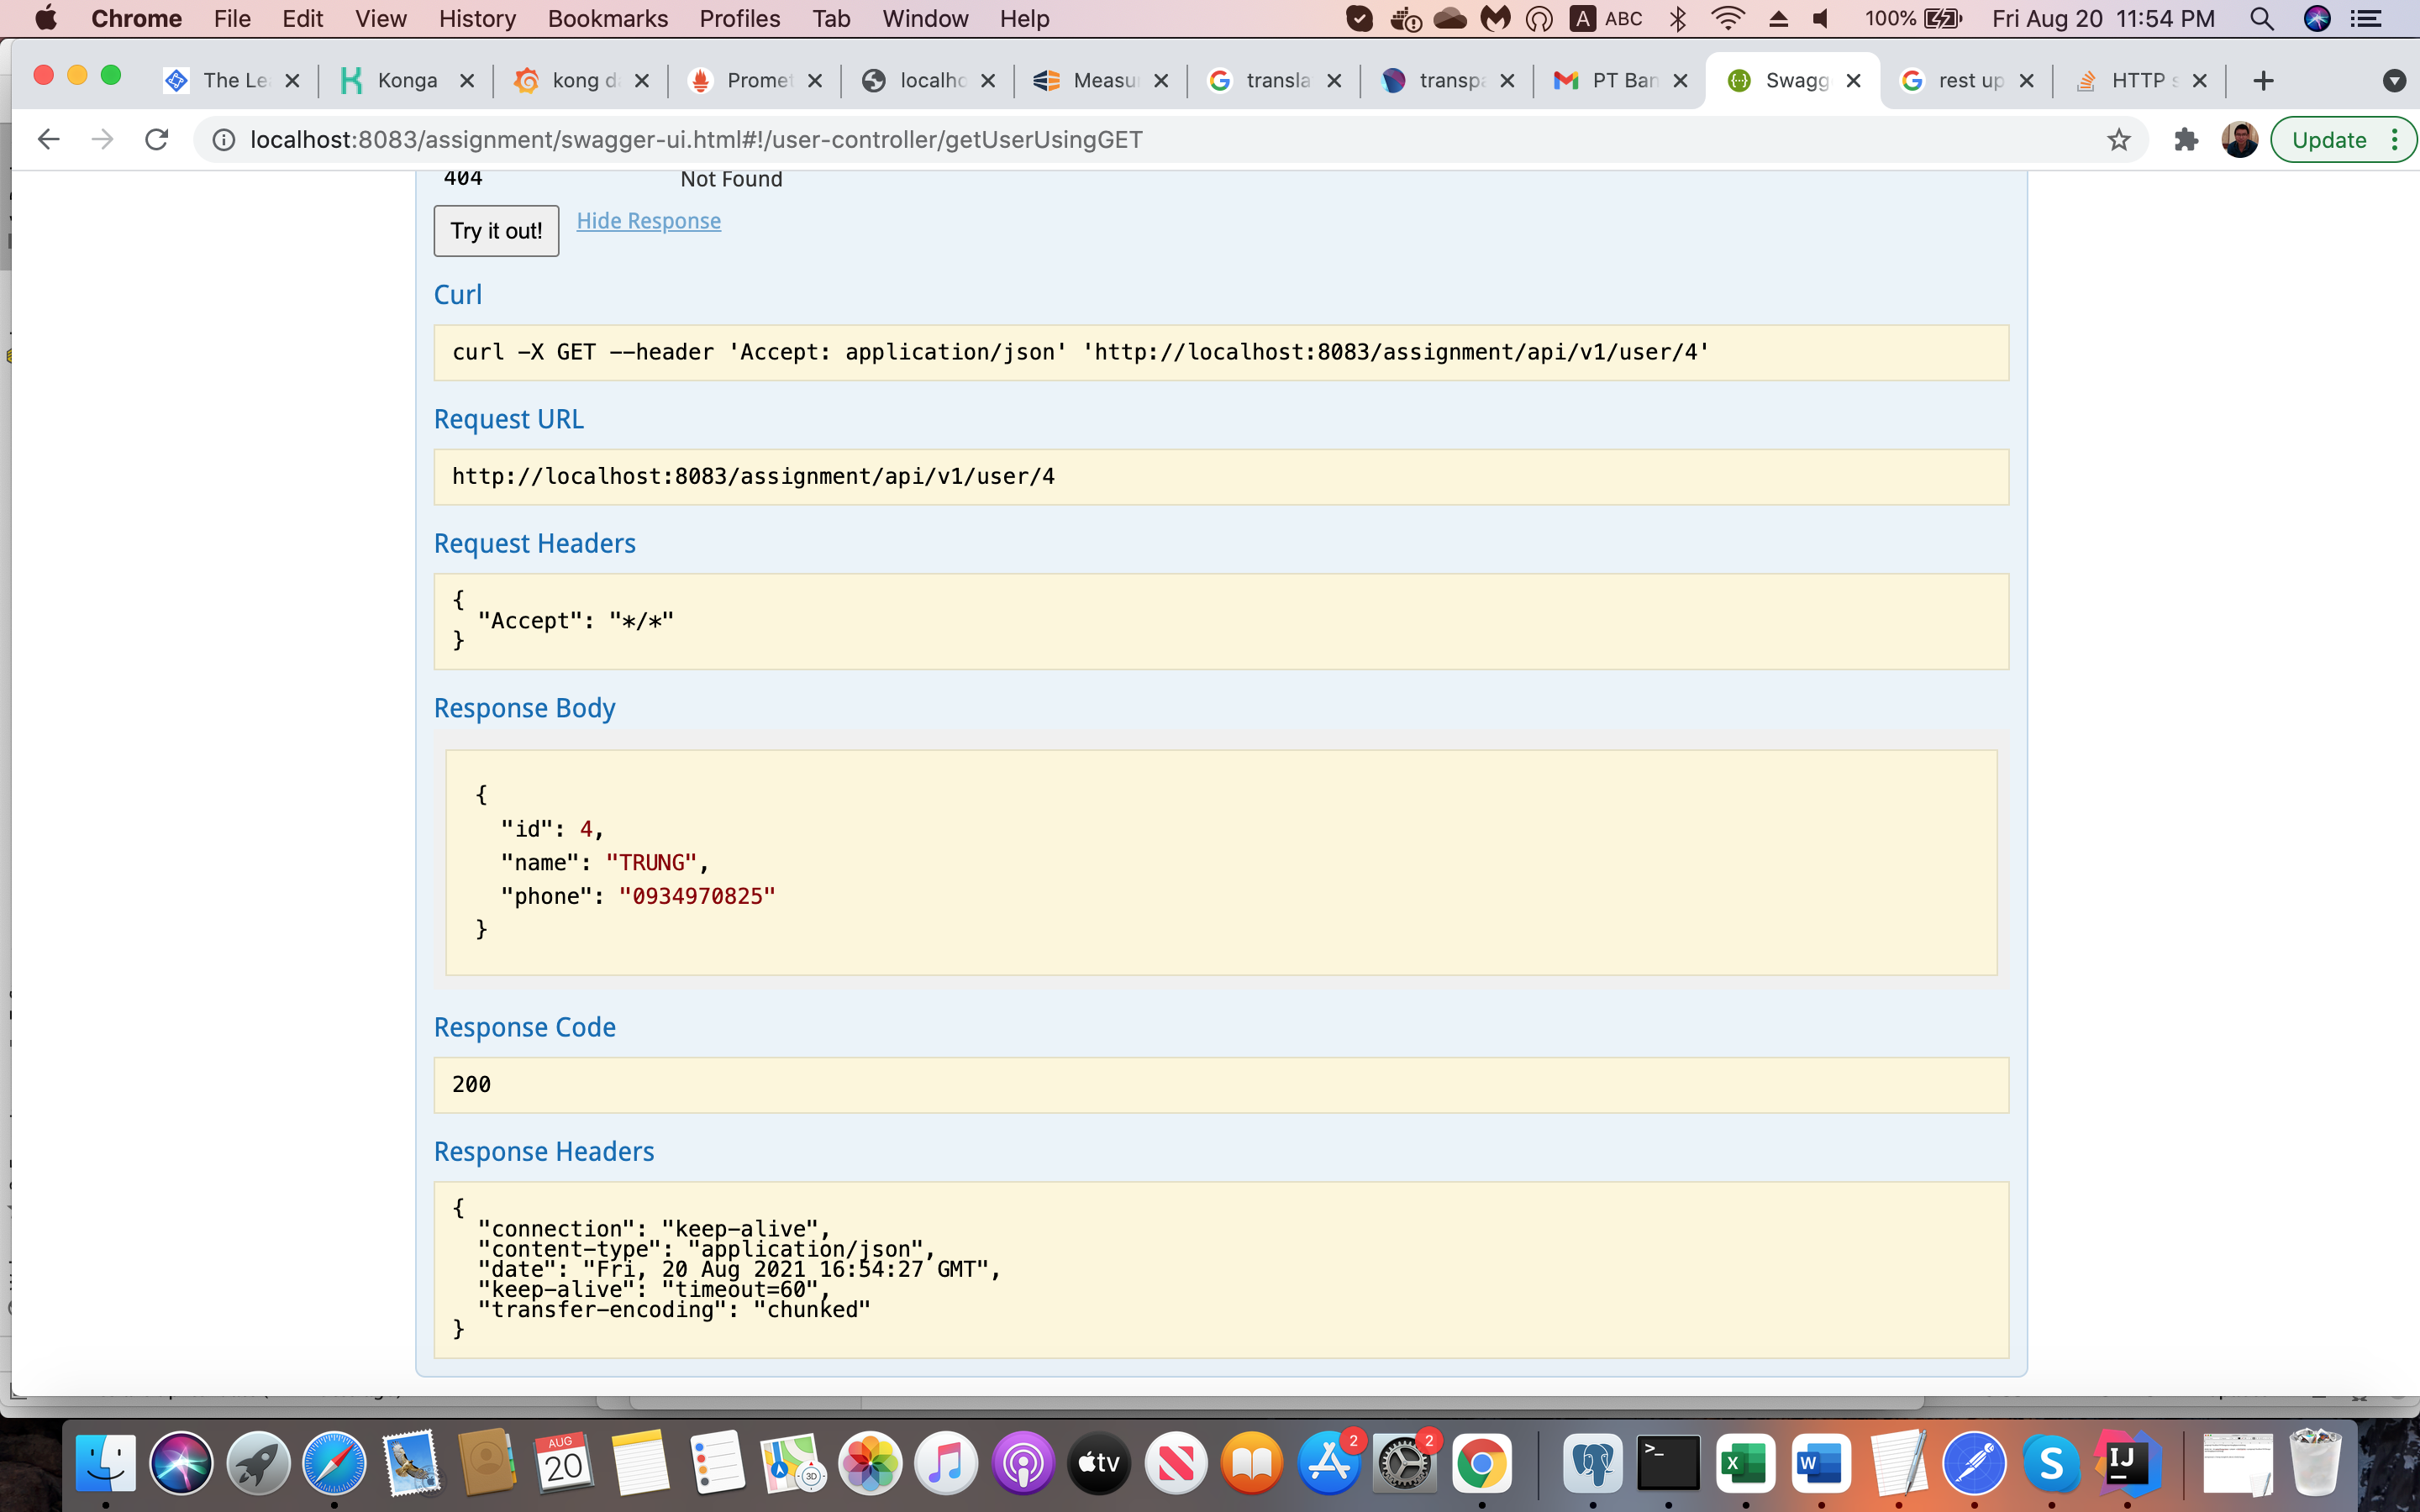 Chrome File Edit View History Bookmarks Profiles Tab Window Help A ABC 100% Fri Aug 20 11:54 PM
The Le Konga kong d Promet localho Measu transla transpa PT Ban Swagg rest up HTTP s
localhost:8083/assignment/swagger-ui.html#!/user-controller/getUserUsingGET Update
404 Not Found
Try it out! Hide Response
Curl
curl -X GET --header 'Accept: application/json' 'http://localhost:8083/assignment/api/v1/user/4'
Request URL
http://localhost:8083/assignment/api/v1/user/4
Request Headers
{
"Accept": "*/*"
}
Response Body
{
"id": 4,
"name": "TRUNG",
"phone": "0934970825"
}
Response Code
200
Response Headers
{
"connection": "keep-alive",
"content-type": "application/json",
"date": "Fri, 20 Aug 2021 16:54:27 GMT",
"keep-alive": "timeout=60",
"transfer-encoding": "chunked"
}
AUG
20
3D
tv
2
2
>_
X
W
S
IJ